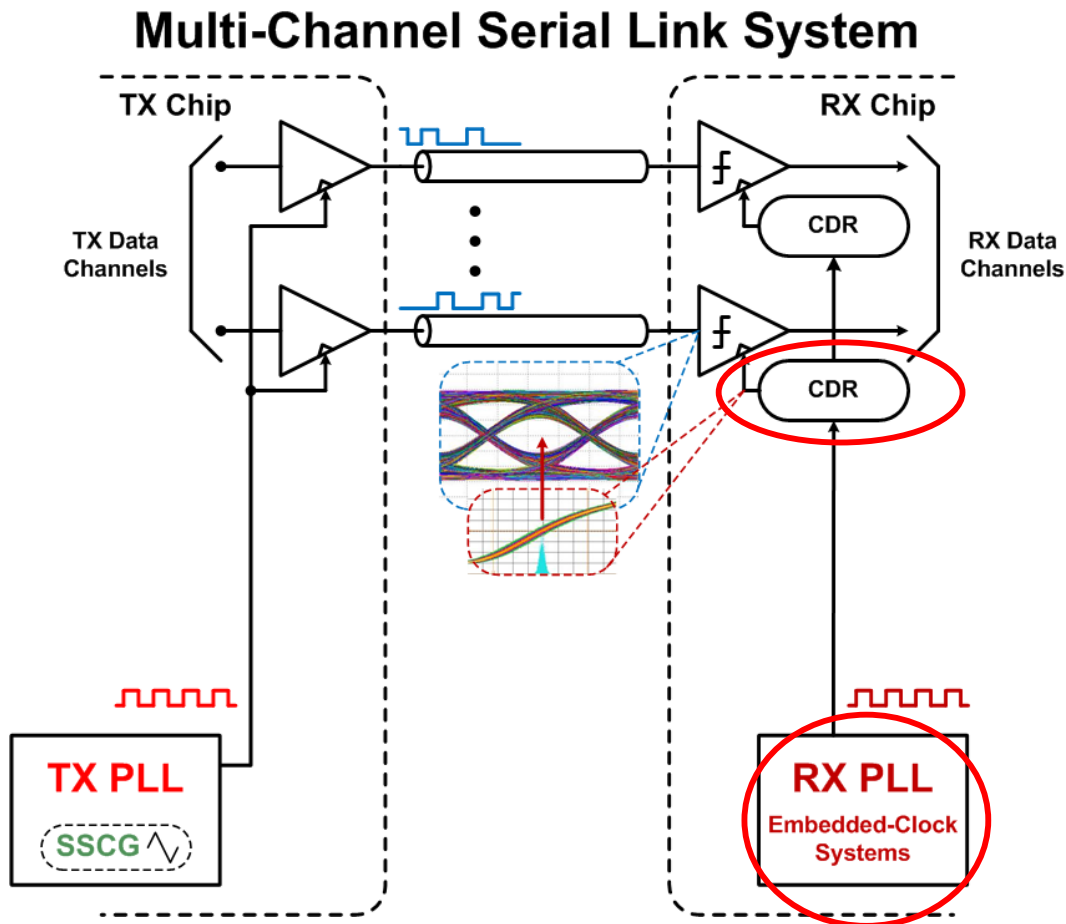 Multi-Channel Serial Link System
TX Chip
RX Chip
TX Data
Channels
CDR
RX Data
Channels
CDR
TX PLL
SSCG
RX PLL
Embedded-Clock
Systems